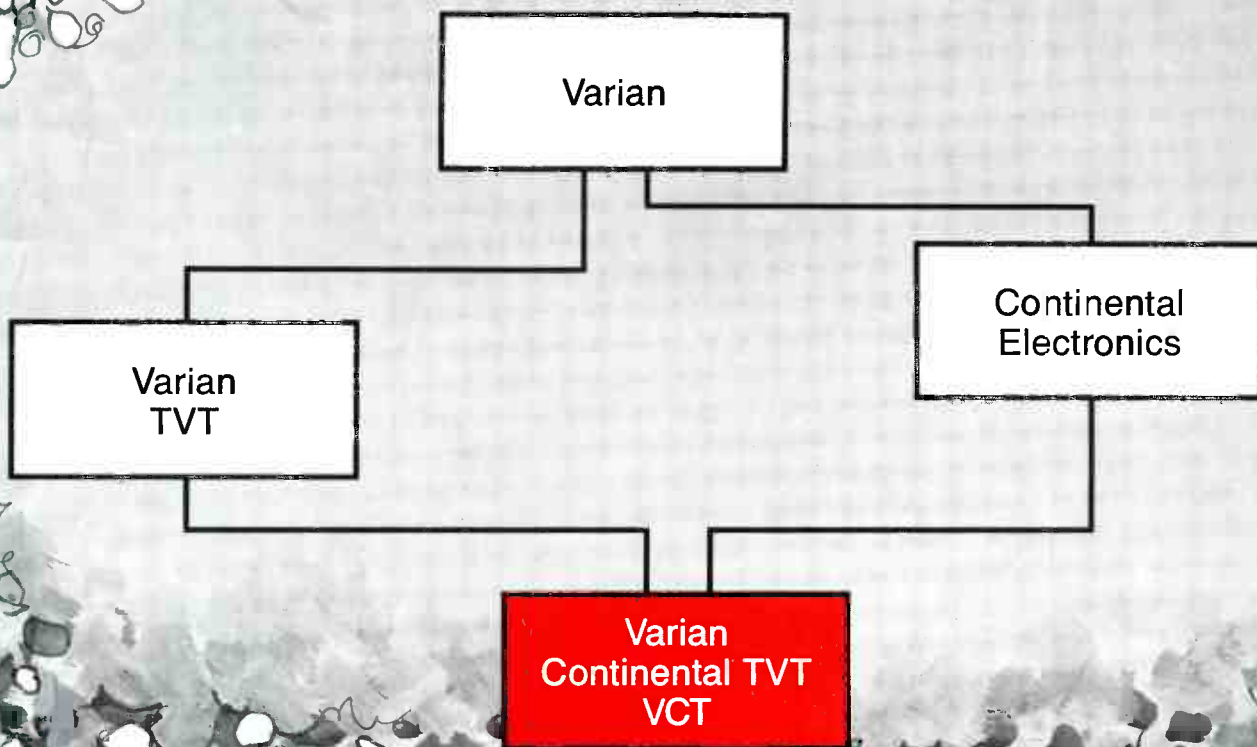 Varian
Continental
Electronics
Varian
TVT
Varian
Continental TVT
VCT